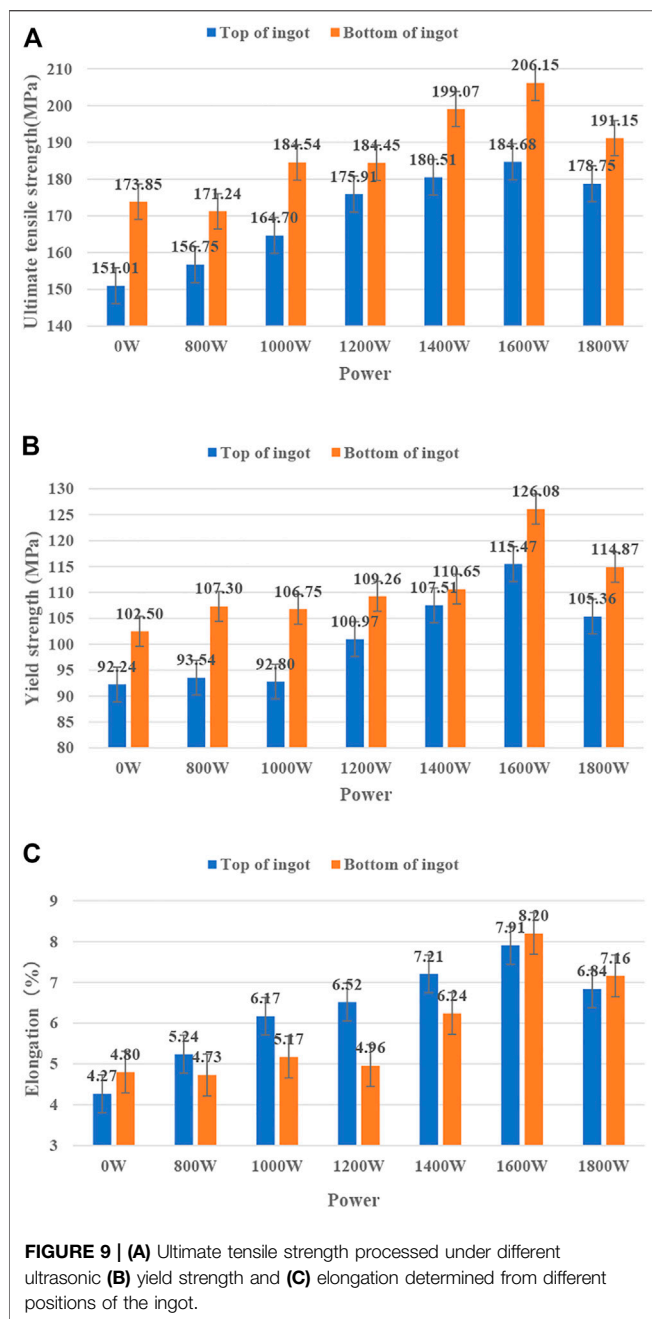 A
Top of ingot Bottom of ingot
Ultimate tensile strength(MPa)
210
200
190
180
170
160
150
140
151.01 173.85 156.75 171.24 164.70 184.54 175.91 184.45 180.51 199.07 184.68 206.15 178.75 191.15
0W 800W 1000W 1200W 1400W 1600W 1800W
Power
B
Top of ingot Bottom of ingot
Yield strength (MPa)
130
125
120
115
110
105
100
95
90
85
80
92.24 102.50 93.54 107.30 92.80 106.75 100.97 109.26 107.51 110.65 115.47 126.08 105.36 114.87
0W 800W 1000W 1200W 1400W 1600W 1800W
Power
C
Top of ingot Bottom of ingot
Elongation （%）
9
8
7
6
5
4
3
4.27 4.80 5.24 4.73 6.17 5.17 6.52 4.96 7.21 6.24 7.91 8.20 6.84 7.16
0W 800W 1000W 1200W 1400W 1600W 1800W
Power
FIGURE 9 | (A) Ultimate tensile strength processed under different
ultrasonic (B) yield strength and (C) elongation determined from different
positions of the ingot.